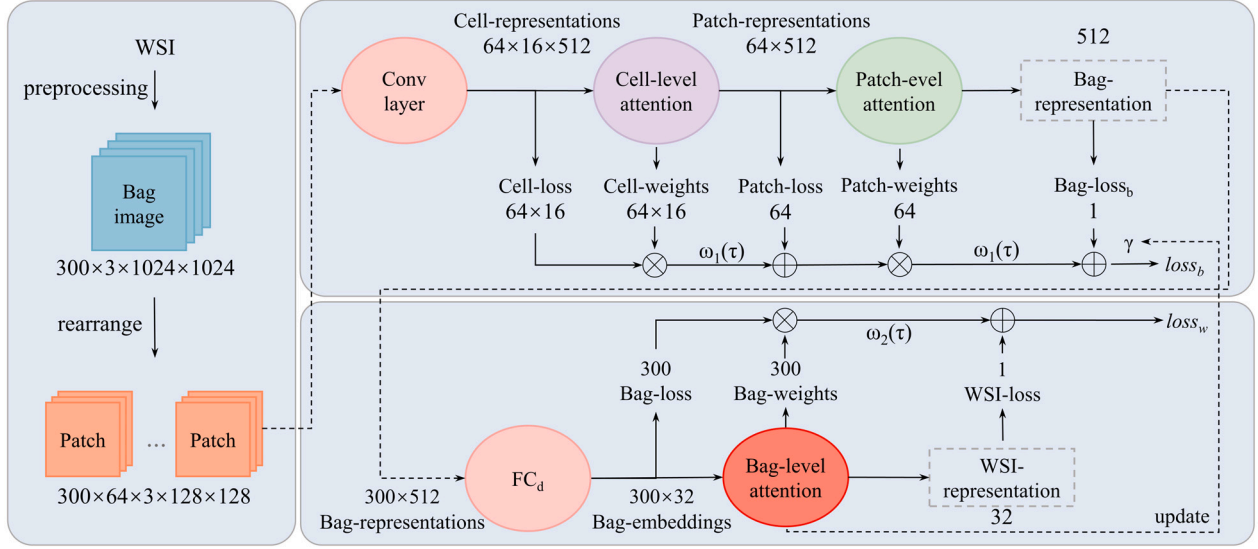 WSI
preprocessing
Bag
image
300×3×1024×1024
rearrange
Patch
...
Patch
300×64×3×128×128
Cell-representations
64×16×512
Patch-representations
64×512
512
Conv
layer
Cell-level
attention
Patch-evel
attention
Bag-
representation
Cell-loss
64×16
Cell-weights
64×16
Patch-loss
64
Patch-weights
64
Bag-loss_b
1
γ
ω₁(τ)
ω₁(τ)
loss_b
ω₂(τ)
loss_w
300
Bag-loss
300
Bag-weights
1
WSI-loss
300×512
Bag-representations
FC_d
300×32
Bag-embeddings
Bag-level
attention
WSI-
representation
32
update